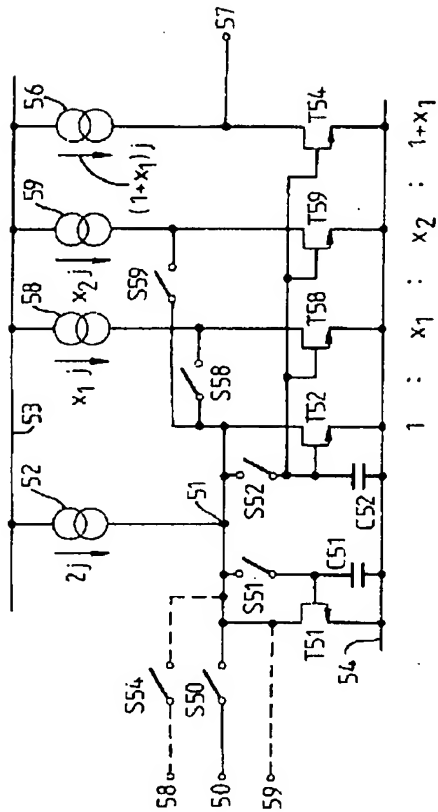 53
52
2j
58
x₁j
59
x₂j
56
(1+x₁)j
57
S59
S58
51
S54
S50
S51
S52
58
50
59
T51
C51
C52
T52
T58
T59
T54
54
1 : x₁ : x₂ : 1+x₁